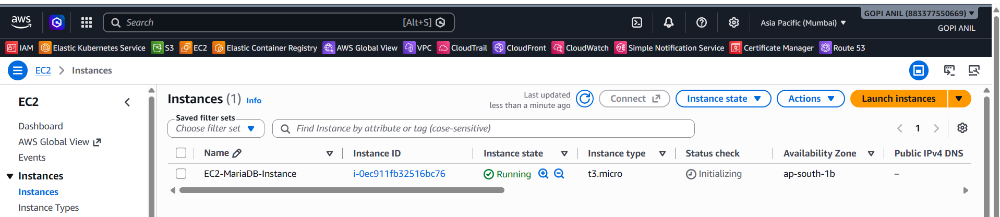 aws
Search [Alt+S]
Asia Pacific (Mumbai)
GOPI ANIL (883377550669)
GOPI ANIL
IAM Elastic Kubernetes Service S3 EC2 Elastic Container Registry AWS Global View VPC CloudTrail CloudFront CloudWatch Simple Notification Service Certificate Manager Route 53
EC2 Instances
EC2
Dashboard
AWS Global View
Events
Instances
Instances
Instance Types
Instances (1) Info
Last updated
less than a minute ago
Connect Instance state Actions Launch instances
Saved filter sets
Choose filter set
Find Instance by attribute or tag (case-sensitive)
1
Name Instance ID Instance state Instance type Status check Availability Zone Public IPv4 DNS
EC2-MariaDB-Instance i-0ec911fb32516bc76 Running t3.micro Initializing ap-south-1b –